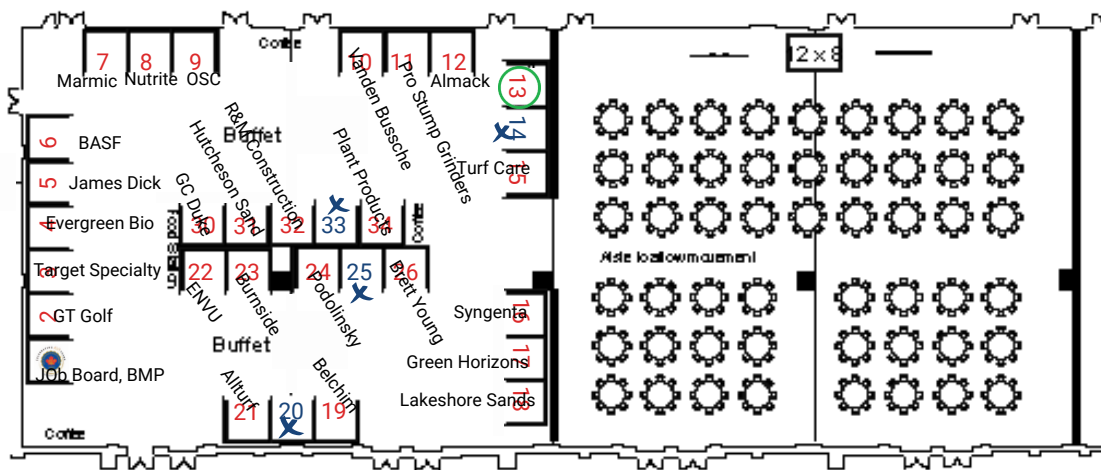 Coffee
12 x 8
7
8
9
10
11
12
13
Marmic
Nutrite
OSC
Vanden Bussche
Pro Stump Grinders
Almack
14
6
BASF
Buffet
R&M Construction
Hutcheson Sand
Plant Products
15
Turf Care
5
James Dick
GC Duke
4
Evergreen Bio
30
31
32
33
34
Coffee
Food Station
3
Target Specialty
22
23
24
25
26
Aisle to allow movement
ENVU
Burnside
Podolinsky
Brett Young
2
GT Golf
16
Syngenta
Buffet
17
Green Horizons
JOb Board, BMP
Allturf
Belchim
18
Lakeshore Sands
21
20
19
Coffee